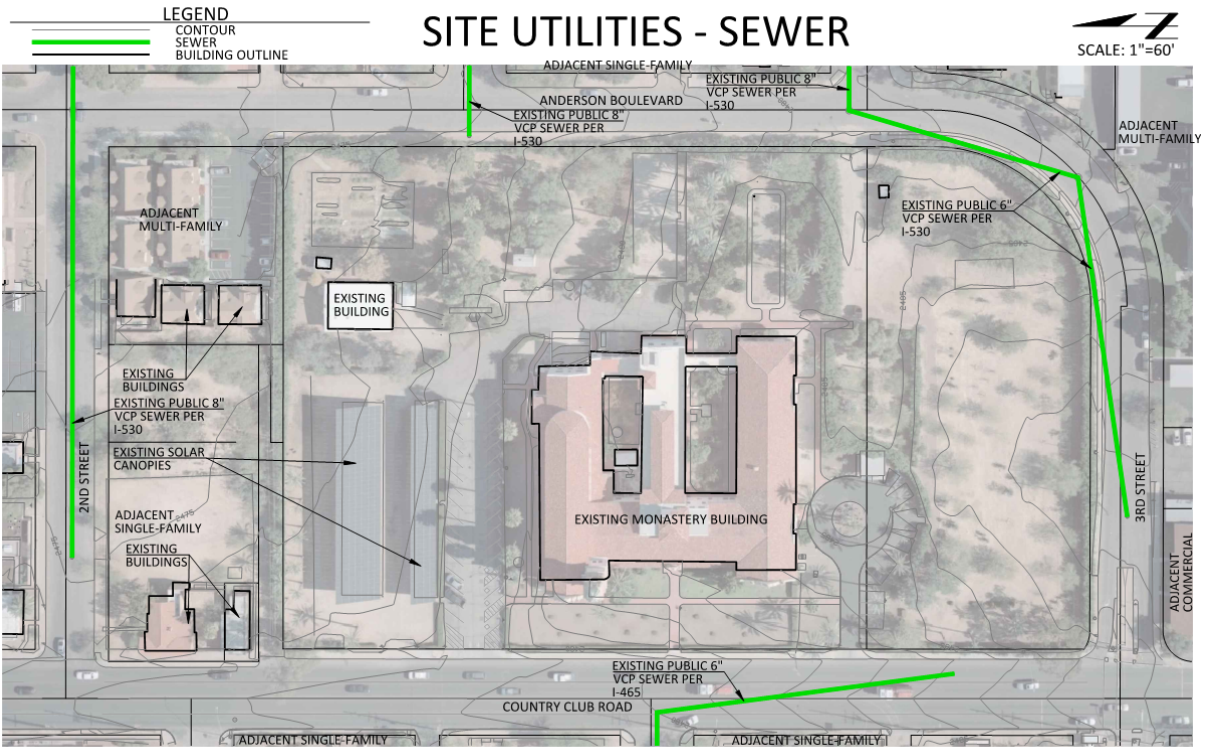 LEGEND
CONTOUR
SEWER
BUILDING OUTLINE
SITE UTILITIES - SEWER
Z
SCALE: 1"=60'
ADJACENT SINGLE-FAMILY
EXISTING PUBLIC 8"
VCP SEWER PER
I-530
ANDERSON BOULEVARD
EXISTING PUBLIC 8"
VCP SEWER PER
I-530
ADJACENT
MULTI-FAMILY
ADJACENT
MULTI-FAMILY
EXISTING PUBLIC 6"
VCP SEWER PER
I-530
EXISTING
BUILDING
2485
EXISTING
BUILDINGS
EXISTING PUBLIC 8"
VCP SEWER PER
I-530
EXISTING SOLAR
CANOPIES
2ND STREET
3RD STREET
ADJACENT
SINGLE-FAMILY
2475
EXISTING
BUILDINGS
EXISTING MONASTERY BUILDING
ADJACENT
COMMERCIAL
EXISTING PUBLIC 6"
VCP SEWER PER
I-465
COUNTRY CLUB ROAD
ADJACENT SINGLE-FAMILY
ADJACENT SINGLE-FAMILY